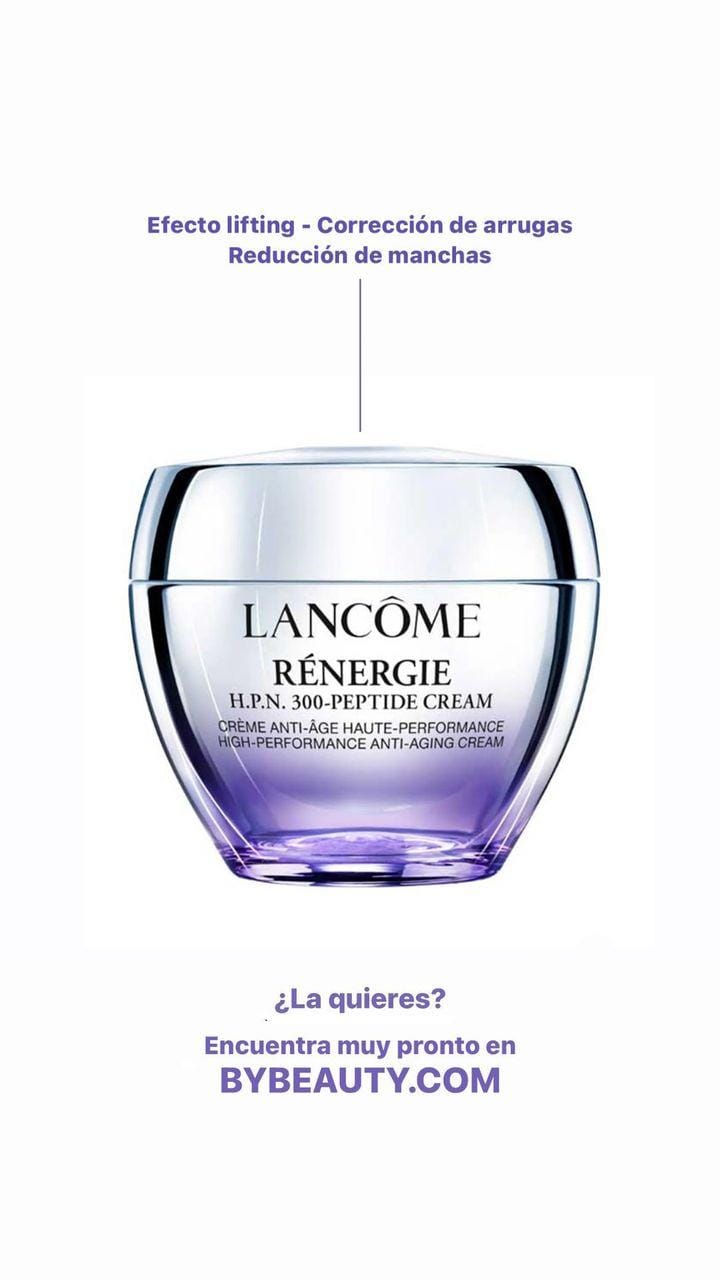 Efecto lifting - Corrección de arrugas
Reducción de manchas
LANCÔME
RÉNERGIE
H.P.N. 300-PEPTIDE CREAM
CRÈME ANTI-ÂGE HAUTE-PERFORMANCE
HIGH-PERFORMANCE ANTI-AGING CREAM
¿La quieres?
Encuentra muy pronto en
BYBEAUTY.COM